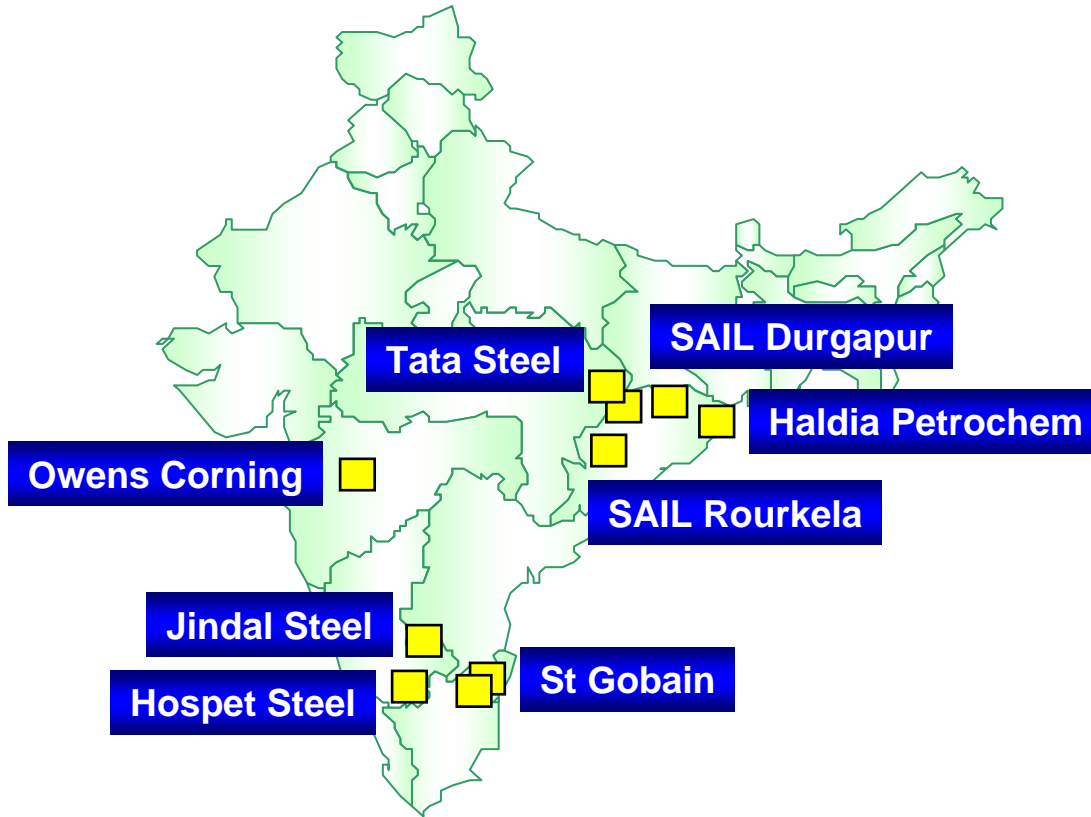 SAIL Durgapur
Tata Steel
Haldia Petrochem
Owens Corning
SAIL Rourkela
Jindal Steel
St Gobain
Hospet Steel